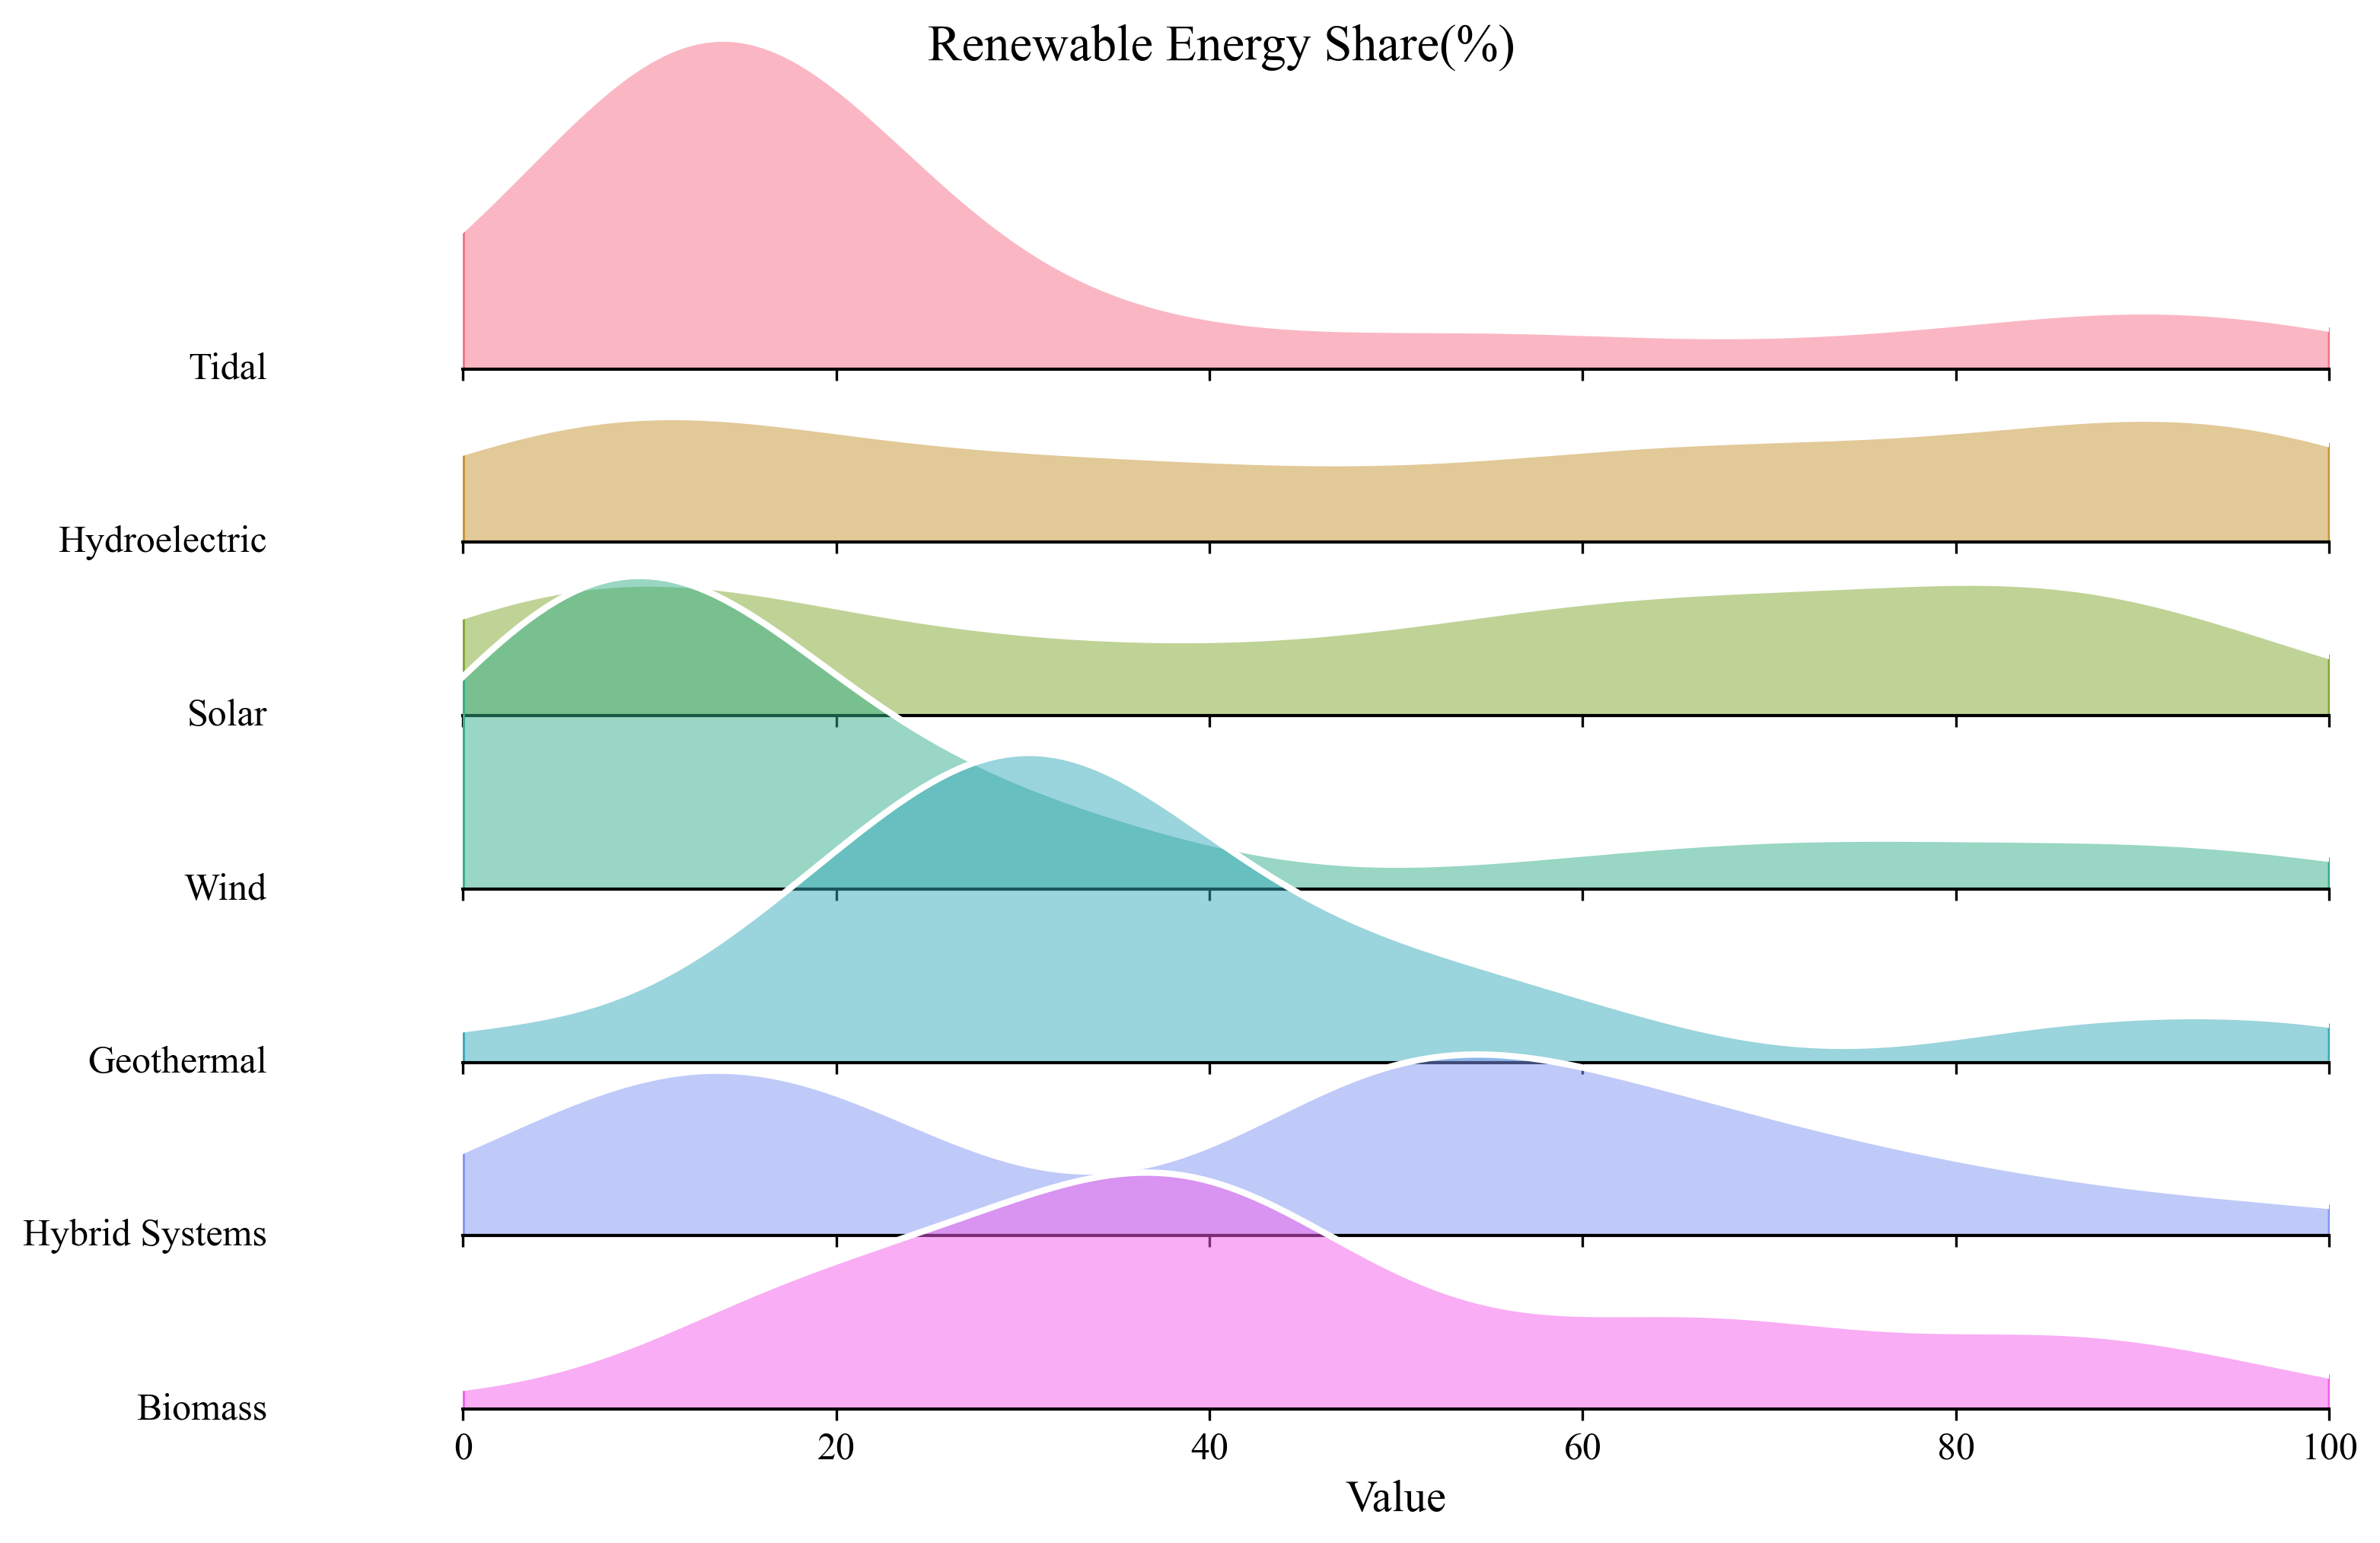 Renewable Energy Share(%)
Tidal
Hydroelectric
Solar
Wind
Geothermal
Hybrid Systems
Biomass
0 20 40 60 80 100
Value